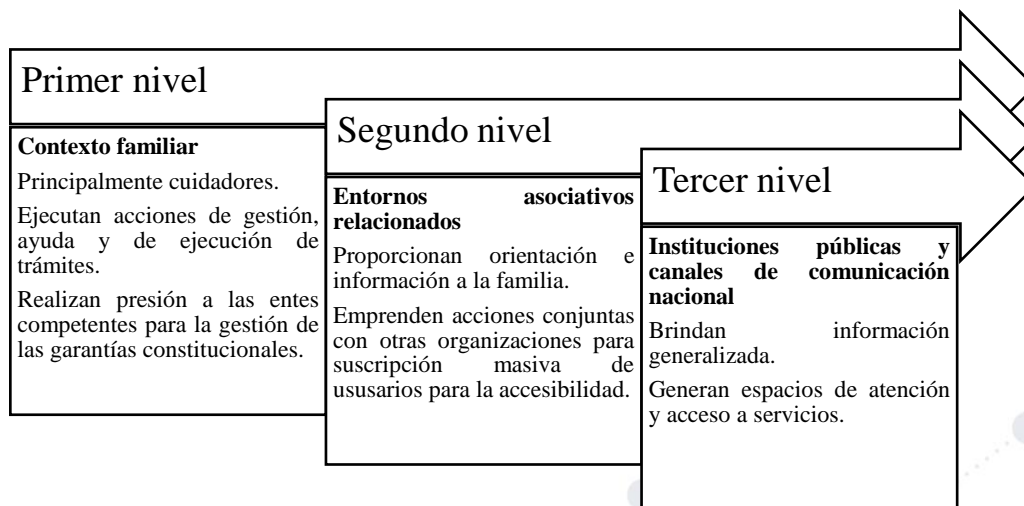 Primer nivel
Contexto familiar
Principalmente cuidadores.
Ejecutan acciones de gestión,
ayuda y de ejecución de
trámites.
Realizan presión a las entes
competentes para la gestión de
las garantías constitucionales.
Segundo nivel
Entornos asociativos
relacionados
Proporcionan orientación e
información a la familia.
Emprenden acciones conjuntas
con otras organizaciones para
suscripción masiva de
ususarios para la accesibilidad.
Tercer nivel
Instituciones públicas y
canales de comunicación
nacional
Brindan información
generalizada.
Generan espacios de atención
y acceso a servicios.